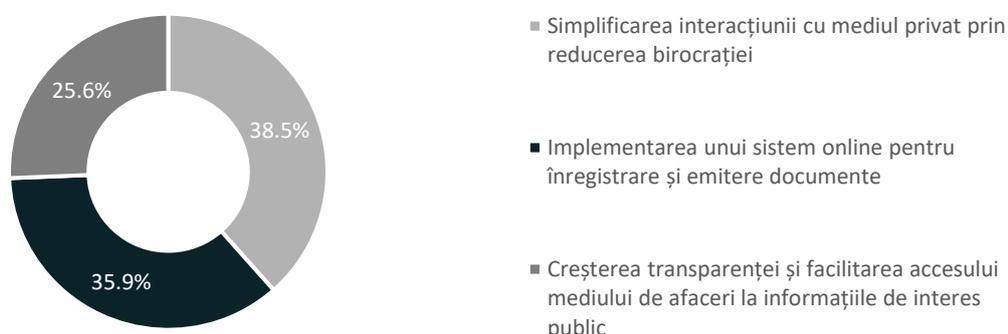 25.6%
38.5%
35.9%
Simplificarea interacțiunii cu mediul privat prin
reducerea birocrației
Implementarea unui sistem online pentru
înregistrare și emitere documente
Creșterea transparenței și facilitarea accesului
mediului de afaceri la informațiile de interes
public